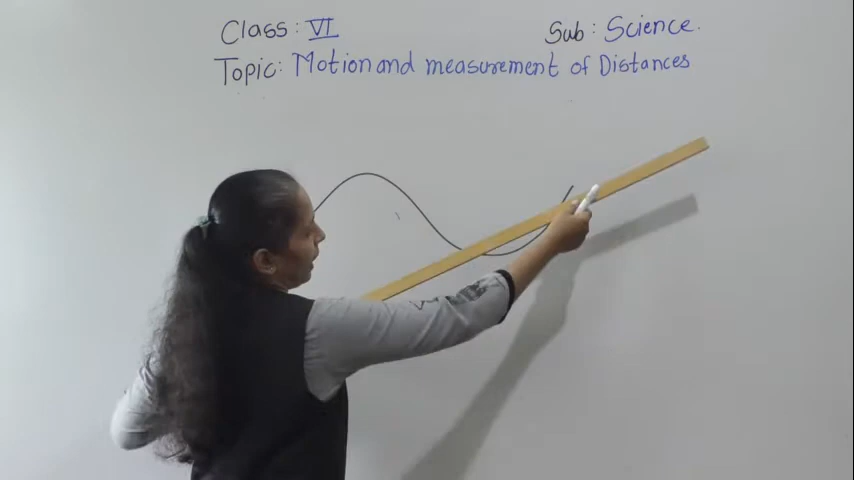 Class: VI Sub: Science.
Topic: Motion and measurement of Distances